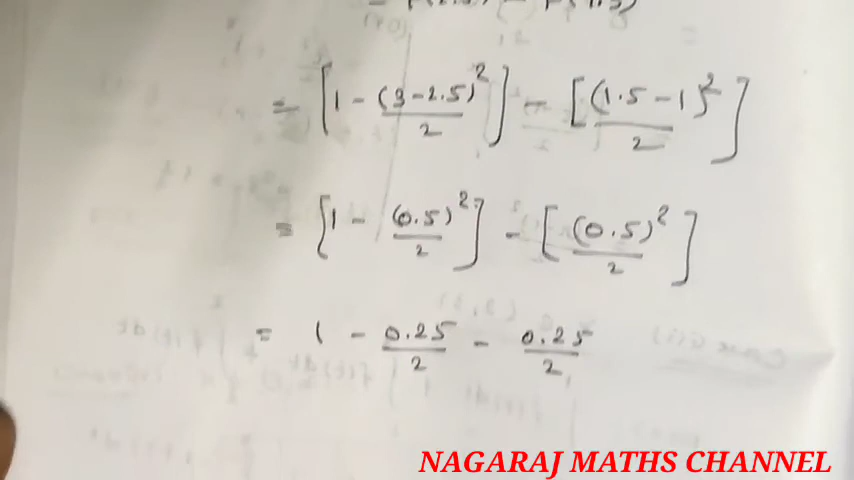 = [1 - (3-2.5)²/2] - [(1.5-1)²/2]
= [1 - (0.5)²/2] - [(0.5)²/2]
= 1 - 0.25/2 - 0.25/2
NAGARAJ MATHS CHANNEL